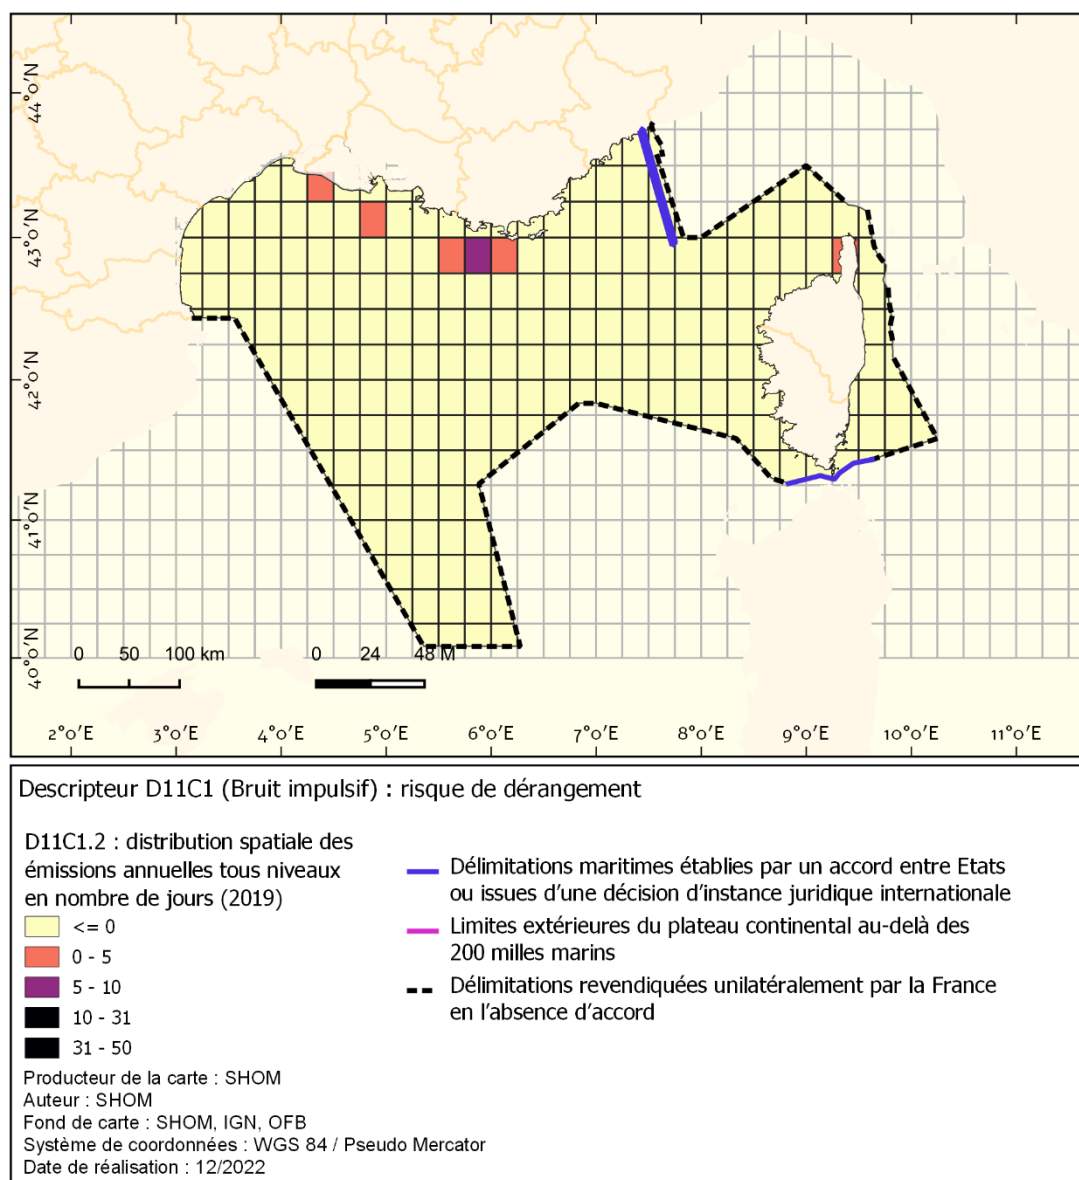 44°0′N
43°0′N
42°0′N
41°0′N
40°0′N
0 50 100 km
0 24 48 M
2°0′E 3°0′E 4°0′E 5°0′E 6°0′E 7°0′E 8°0′E 9°0′E 10°0′E 11°0′E
Descripteur D11C1 (Bruit impulsif) : risque de dérangement
D11C1.2 : distribution spatiale des
émissions annuelles tous niveaux
en nombre de jours (2019)
<= 0
0 - 5
5 - 10
10 - 31
31 - 50
Délimitations maritimes établies par un accord entre Etats
ou issues d'une décision d'instance juridique internationale
Limites extérieures du plateau continental au-delà des
200 milles marins
Délimitations revendiquées unilatéralement par la France
en l'absence d'accord
Producteur de la carte : SHOM
Auteur : SHOM
Fond de carte : SHOM, IGN, OFB
Système de coordonnées : WGS 84 / Pseudo Mercator
Date de réalisation : 12/2022